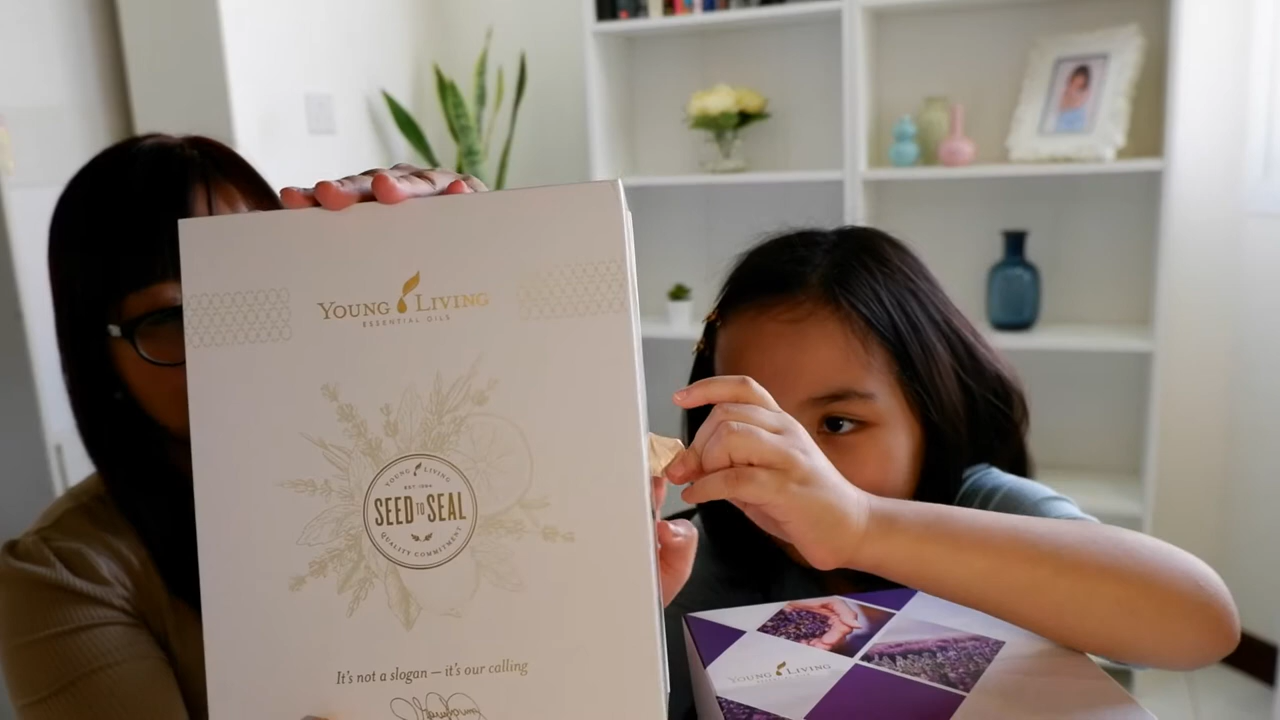 YOUNG LIVING
ESSENTIAL OILS
YOUNG LIVING
EST. 1994
SEED TO SEAL
QUALITY COMMITMENT
It's not a slogan — it's our calling
YOUNG LIVING